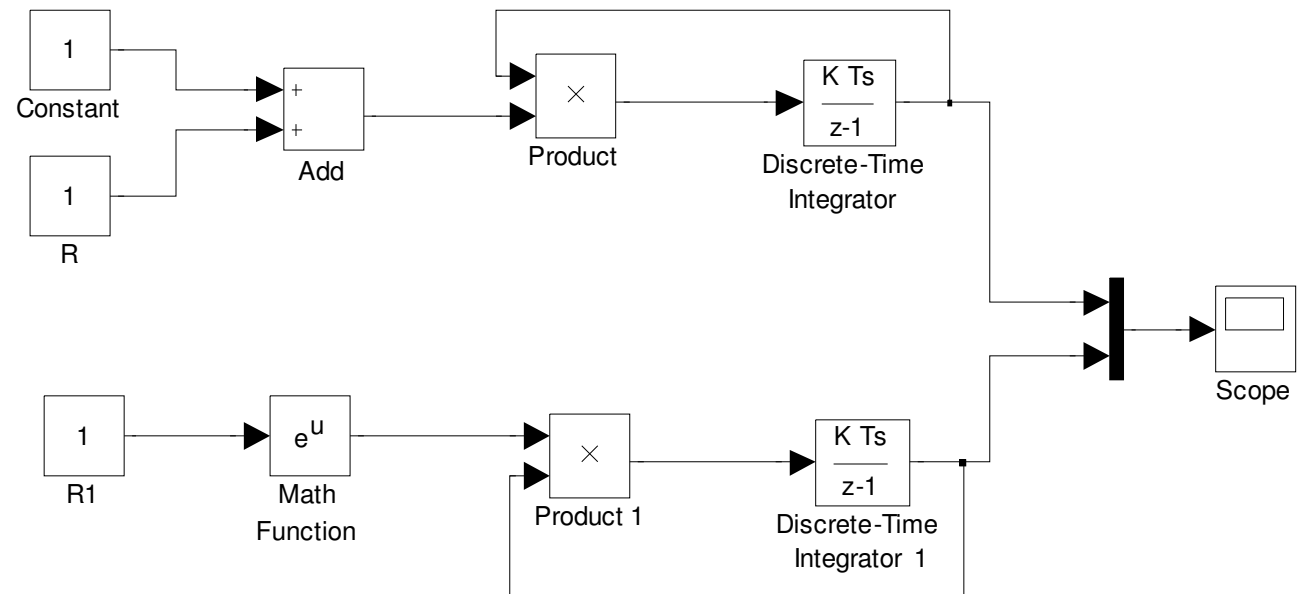 1
Constant
1
R
+
+
Add
×
Product
K Ts
z-1
Discrete-Time
Integrator
Scope
1
R1
eu
Math
Function
×
Product 1
K Ts
z-1
Discrete-Time
Integrator 1